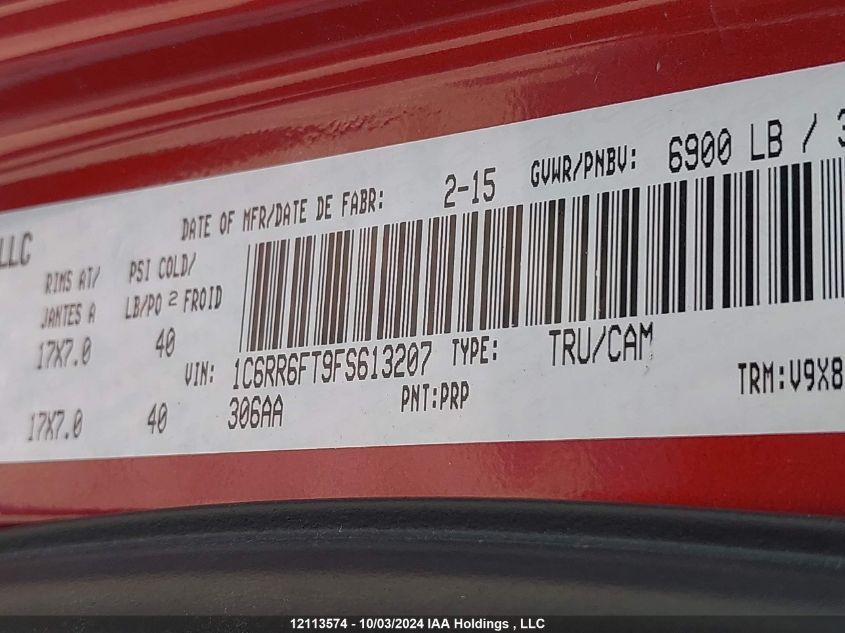 LLC
DATE OF MFR/DATE DE FABR: 2-15 GVWR/PNBV: 6900 LB / 3
RIMS AT/ PSI COLD/
JANTES A LB/PO 2 FROID
17X7.0 40
VIN: 1C6RR6FT9FS613207 TYPE: TRU/CAM
17X7.0 40 306AA PNT:PRP TRM:V9X8
12113574 - 10/03/2024 IAA Holdings , LLC